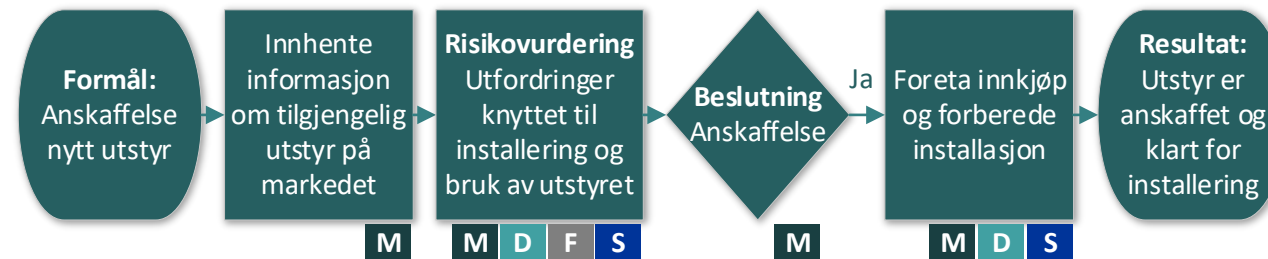 Formål:
Anskaffelse
nytt utstyr
Innhente
informasjon
om tilgjengelig
utstyr på
markedet
M
Risikovurdering
Utfordringer
knyttet til
installering og
bruk av utstyret
M D F S
Beslutning
Anskaffelse
M
Ja
Foreta innkjøp
og forberede
installasjon
M D S
Resultat:
Utstyr er
anskaffet og
klart for
installering